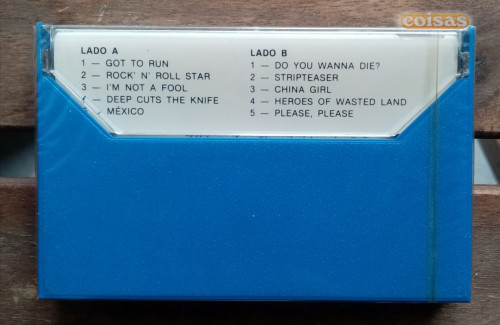 coisas
LADO A
1 — GOT TO RUN
2 — ROCK' N' ROLL STAR
3 — I'M NOT A FOOL
— DEEP CUTS THE KNIFE
MÉXICO
LADO B
1 — DO YOU WANNA DIE?
2 — STRIPTEASER
3 — CHINA GIRL
4 — HEROES OF WASTED LAND
5 — PLEASE, PLEASE